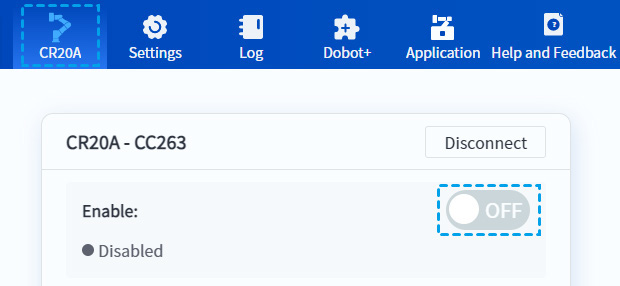 CR20A Settings Log Dobot+ Application Help and Feedback
CR20A - CC263 Disconnect
Enable: OFF
Disabled